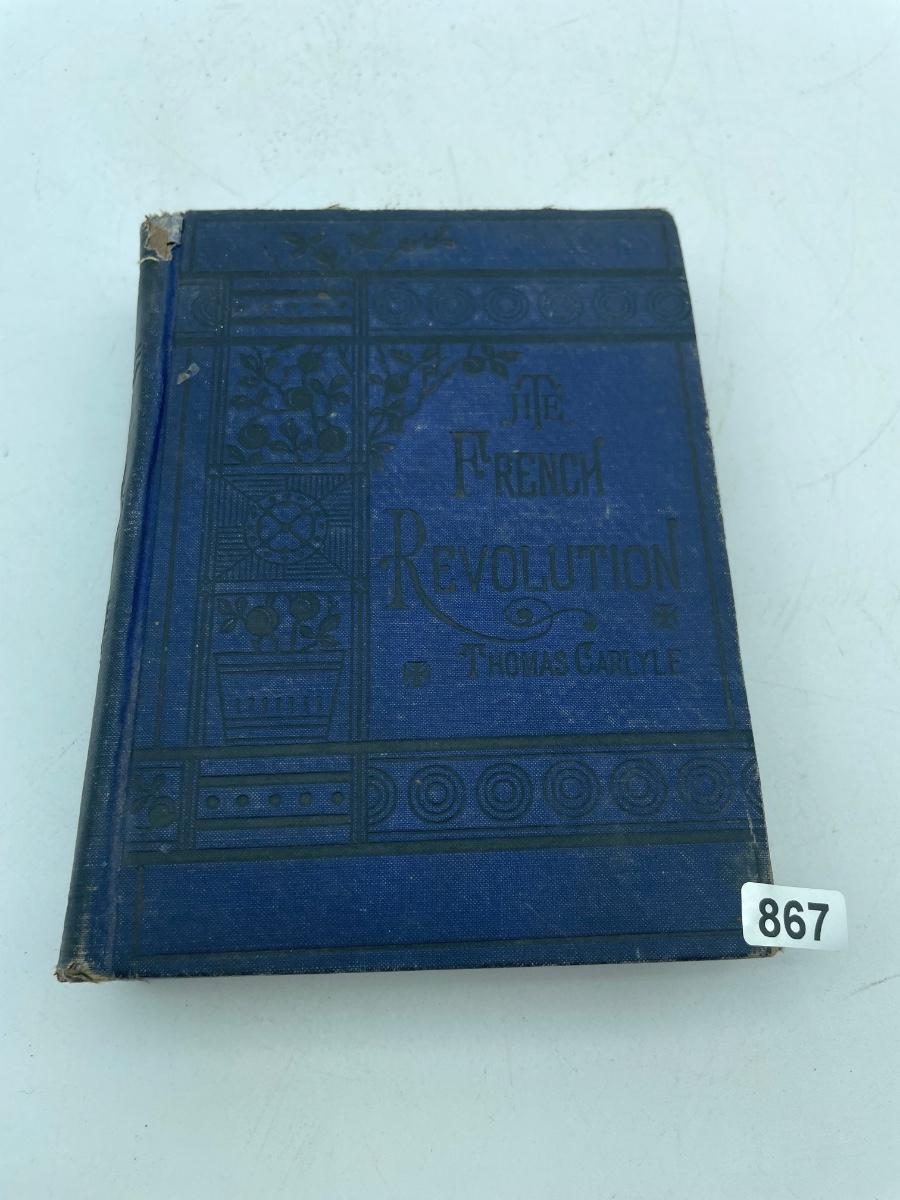 THE
FRENCH
REVOLUTION
THOMAS CARLYLE
867